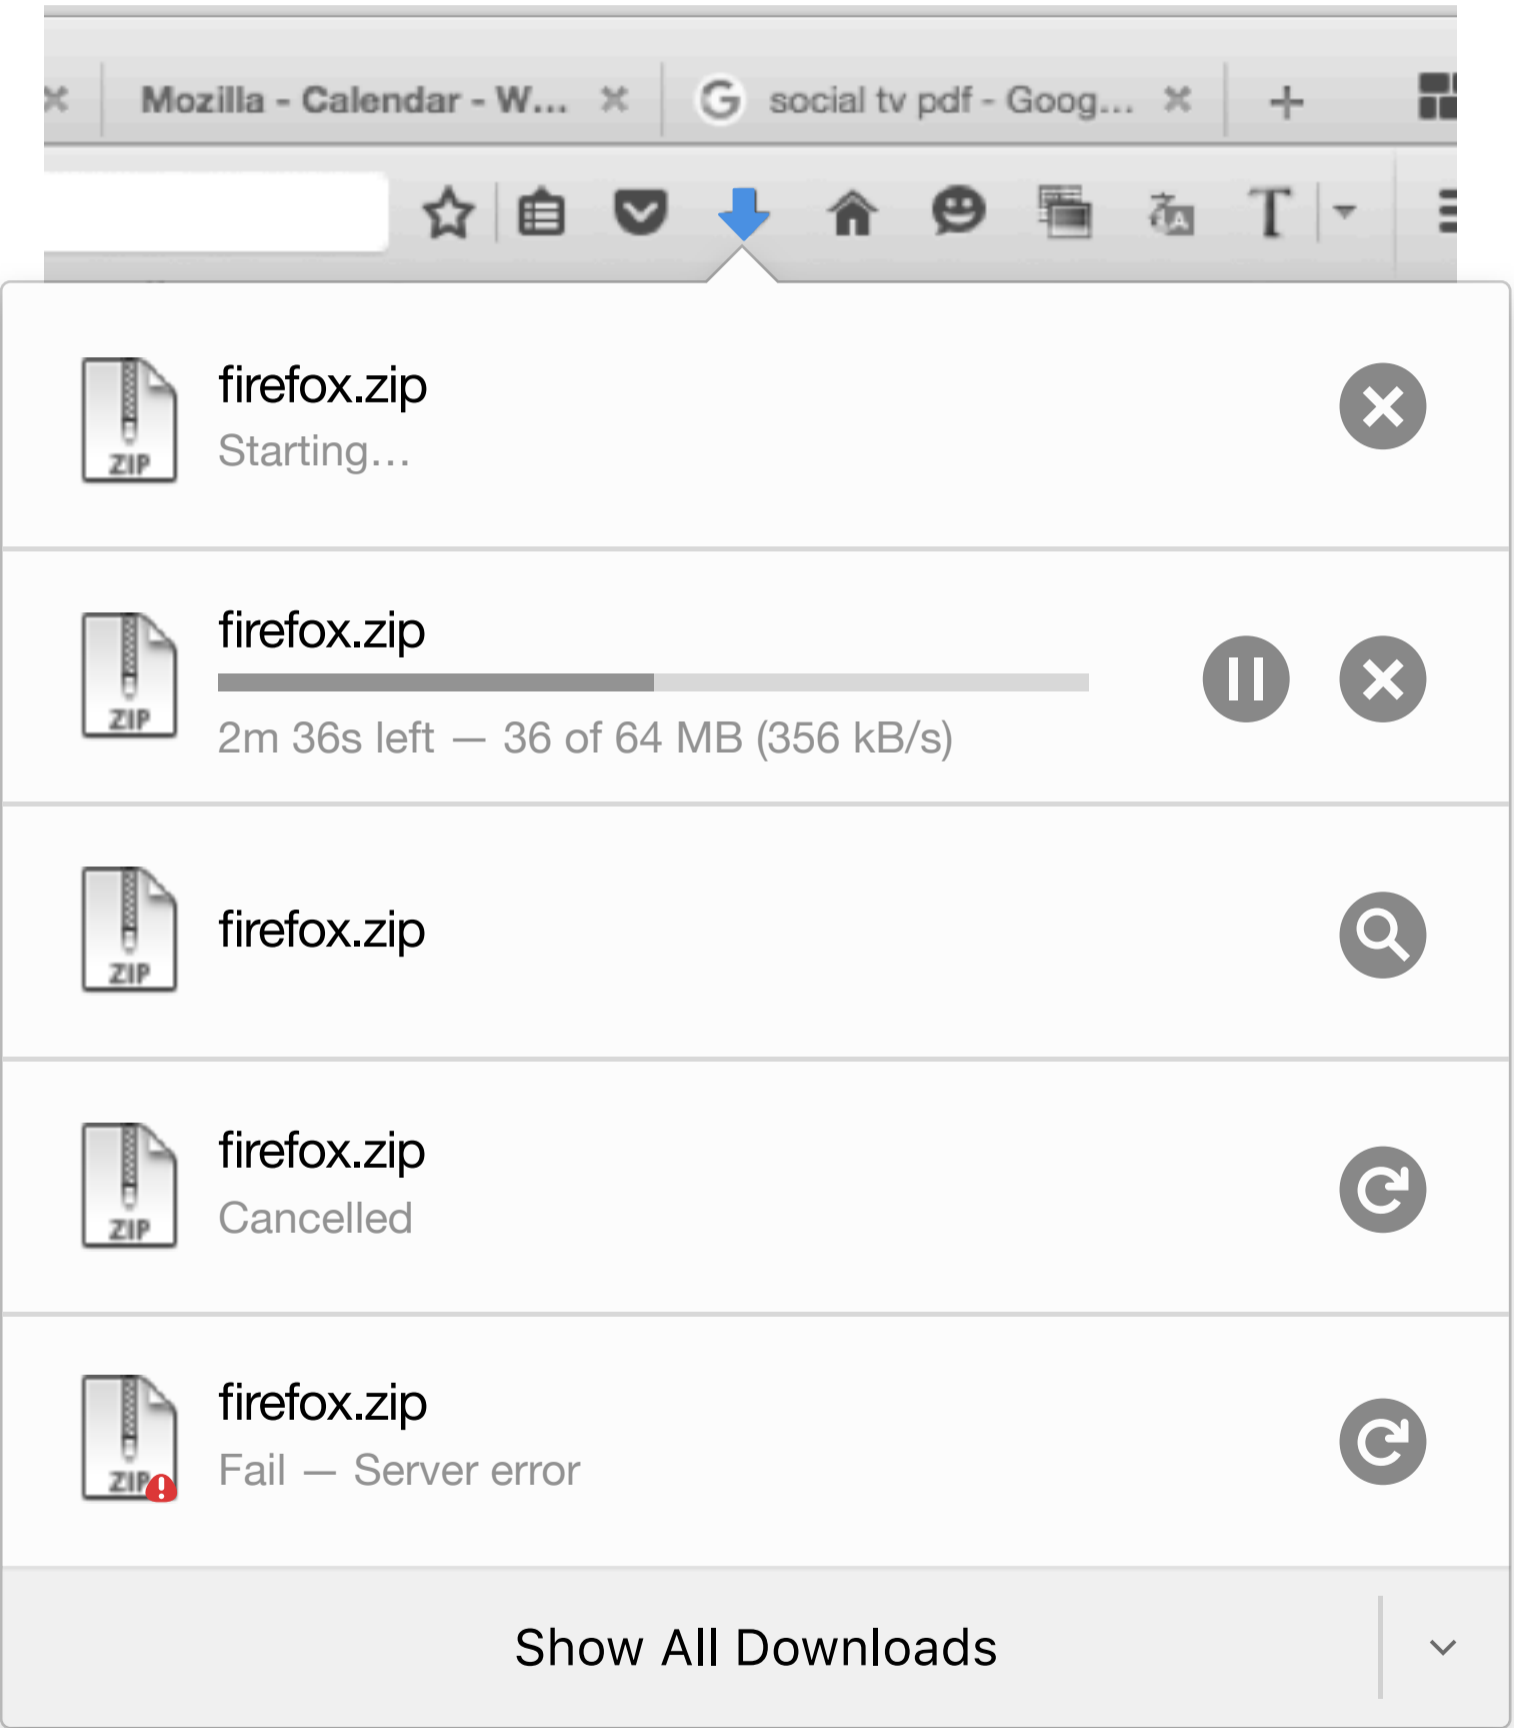 Mozilla - Calendar - W...
G social tv pdf - Goog...
T
firefox.zip
Starting...
ZIP
firefox.zip
2m 36s left — 36 of 64 MB (356 kB/s)
ZIP
firefox.zip
ZIP
firefox.zip
Cancelled
ZIP
firefox.zip
Fail — Server error
ZIP
Show All Downloads